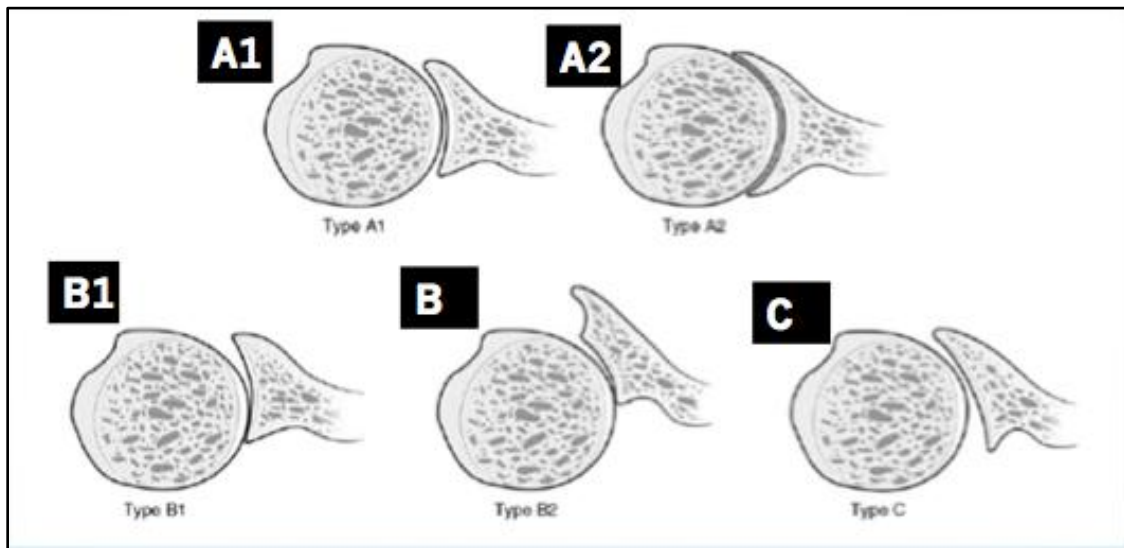 A1
A2
Type A1
Type A2
B1
B
C
Type B1
Type B2
Type C